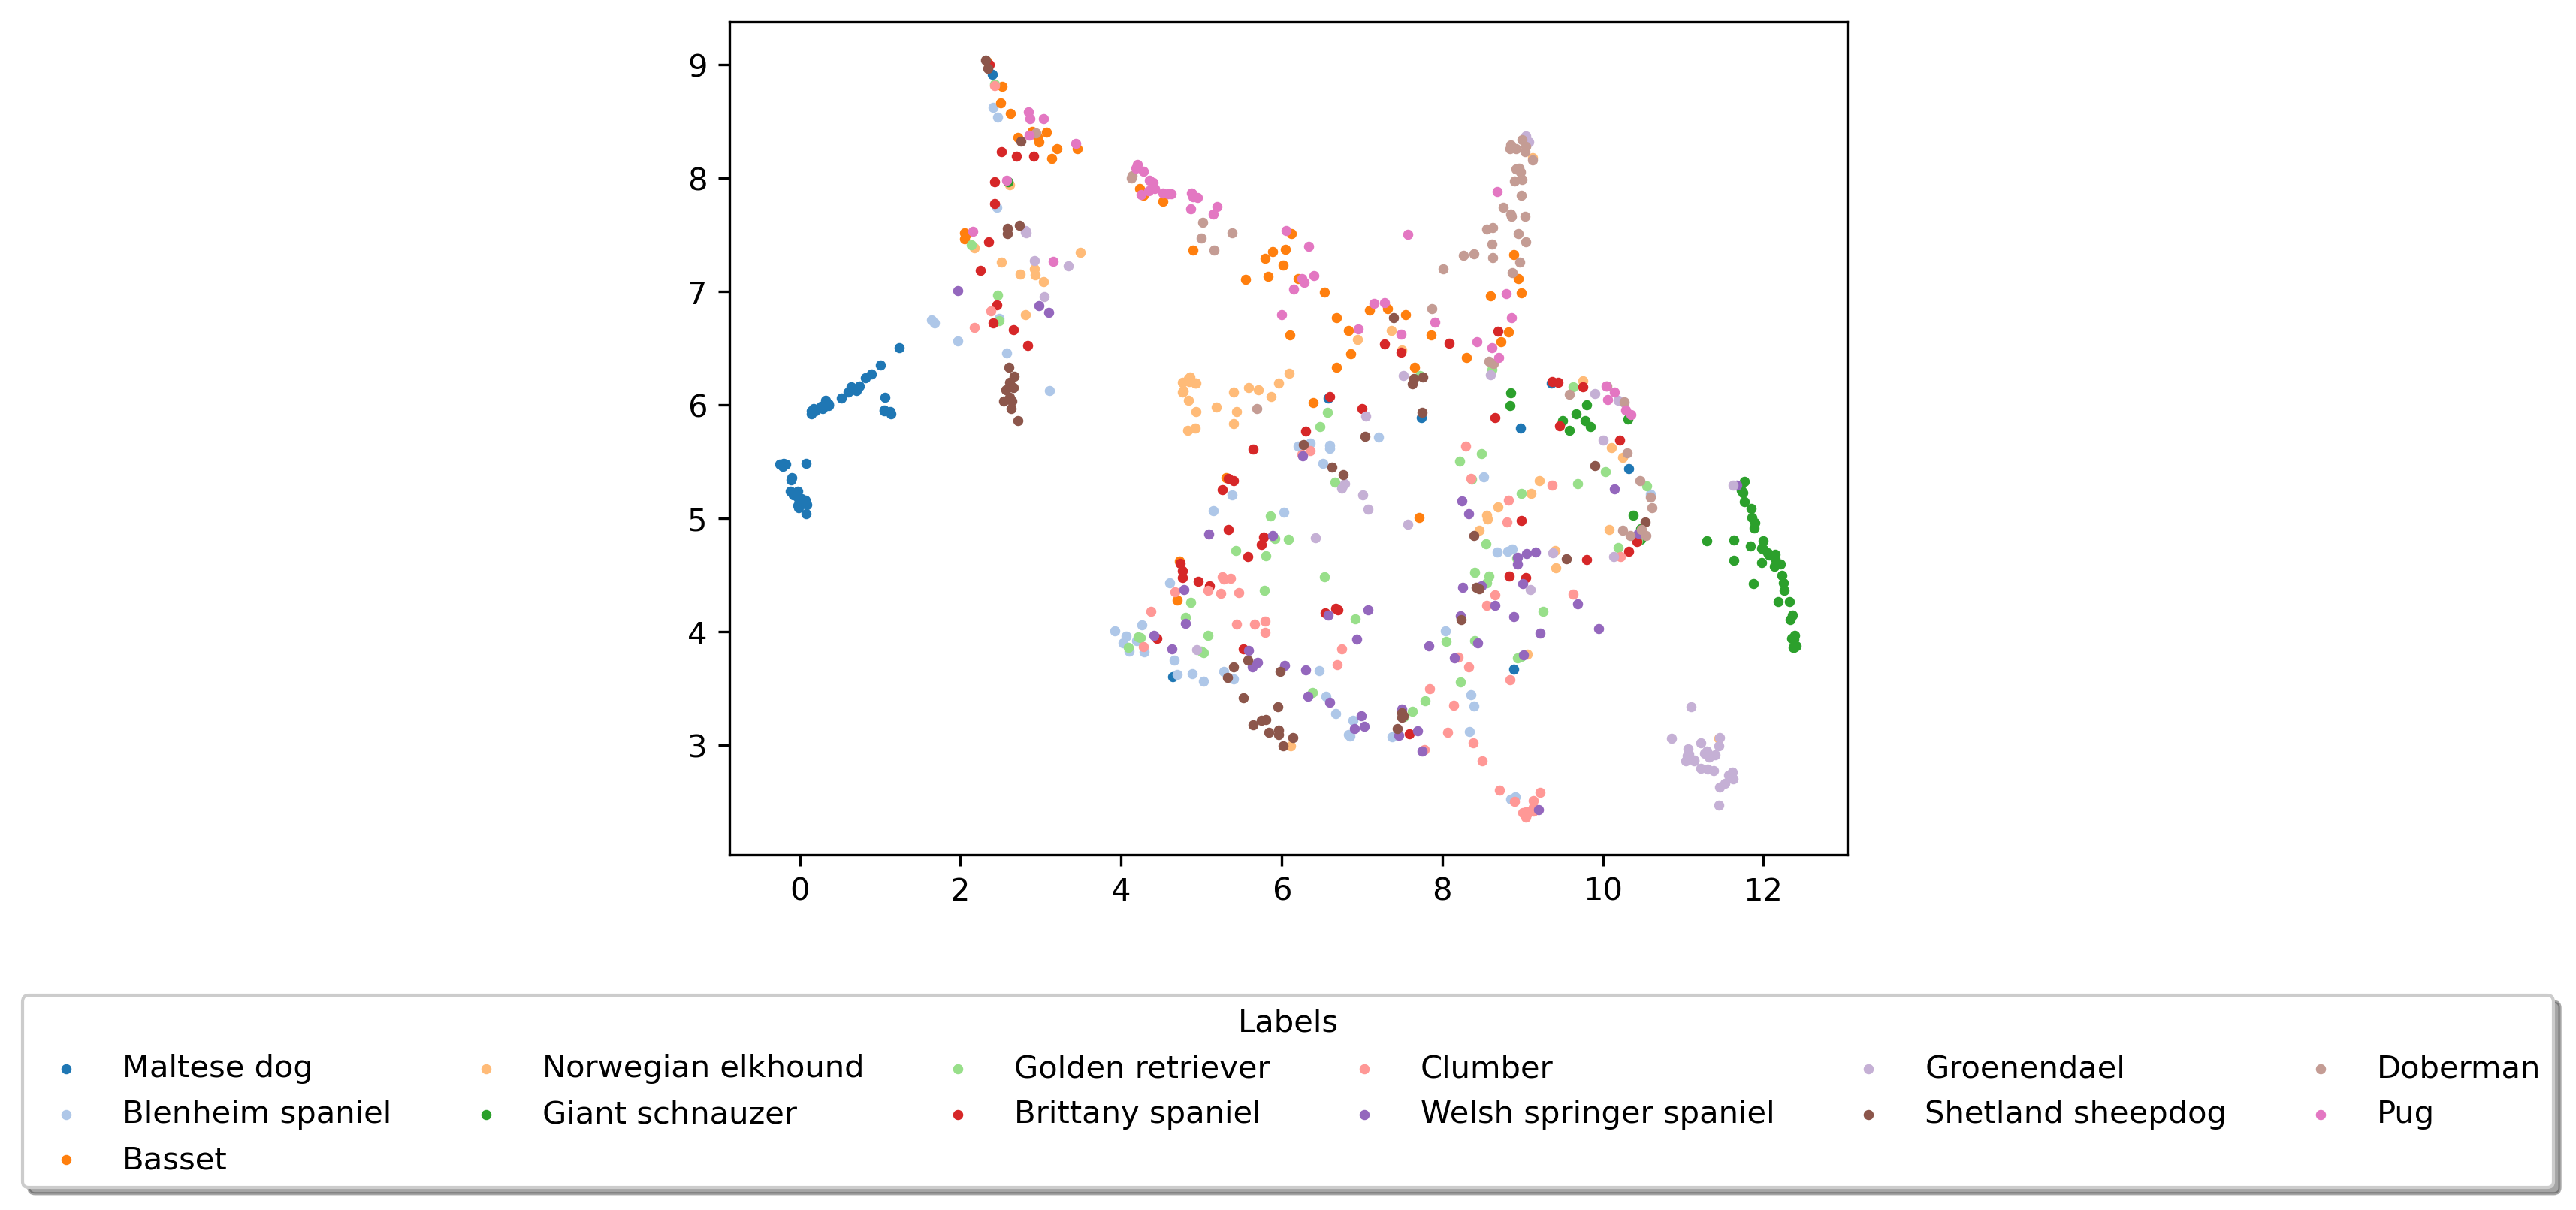 9
8
7
6
5
4
3
0 2 4 6 8 10 12
Labels
Maltese dog Norwegian elkhound Golden retriever Clumber Groenendael Doberman
Blenheim spaniel Giant schnauzer Brittany spaniel Welsh springer spaniel Shetland sheepdog Pug
Basset